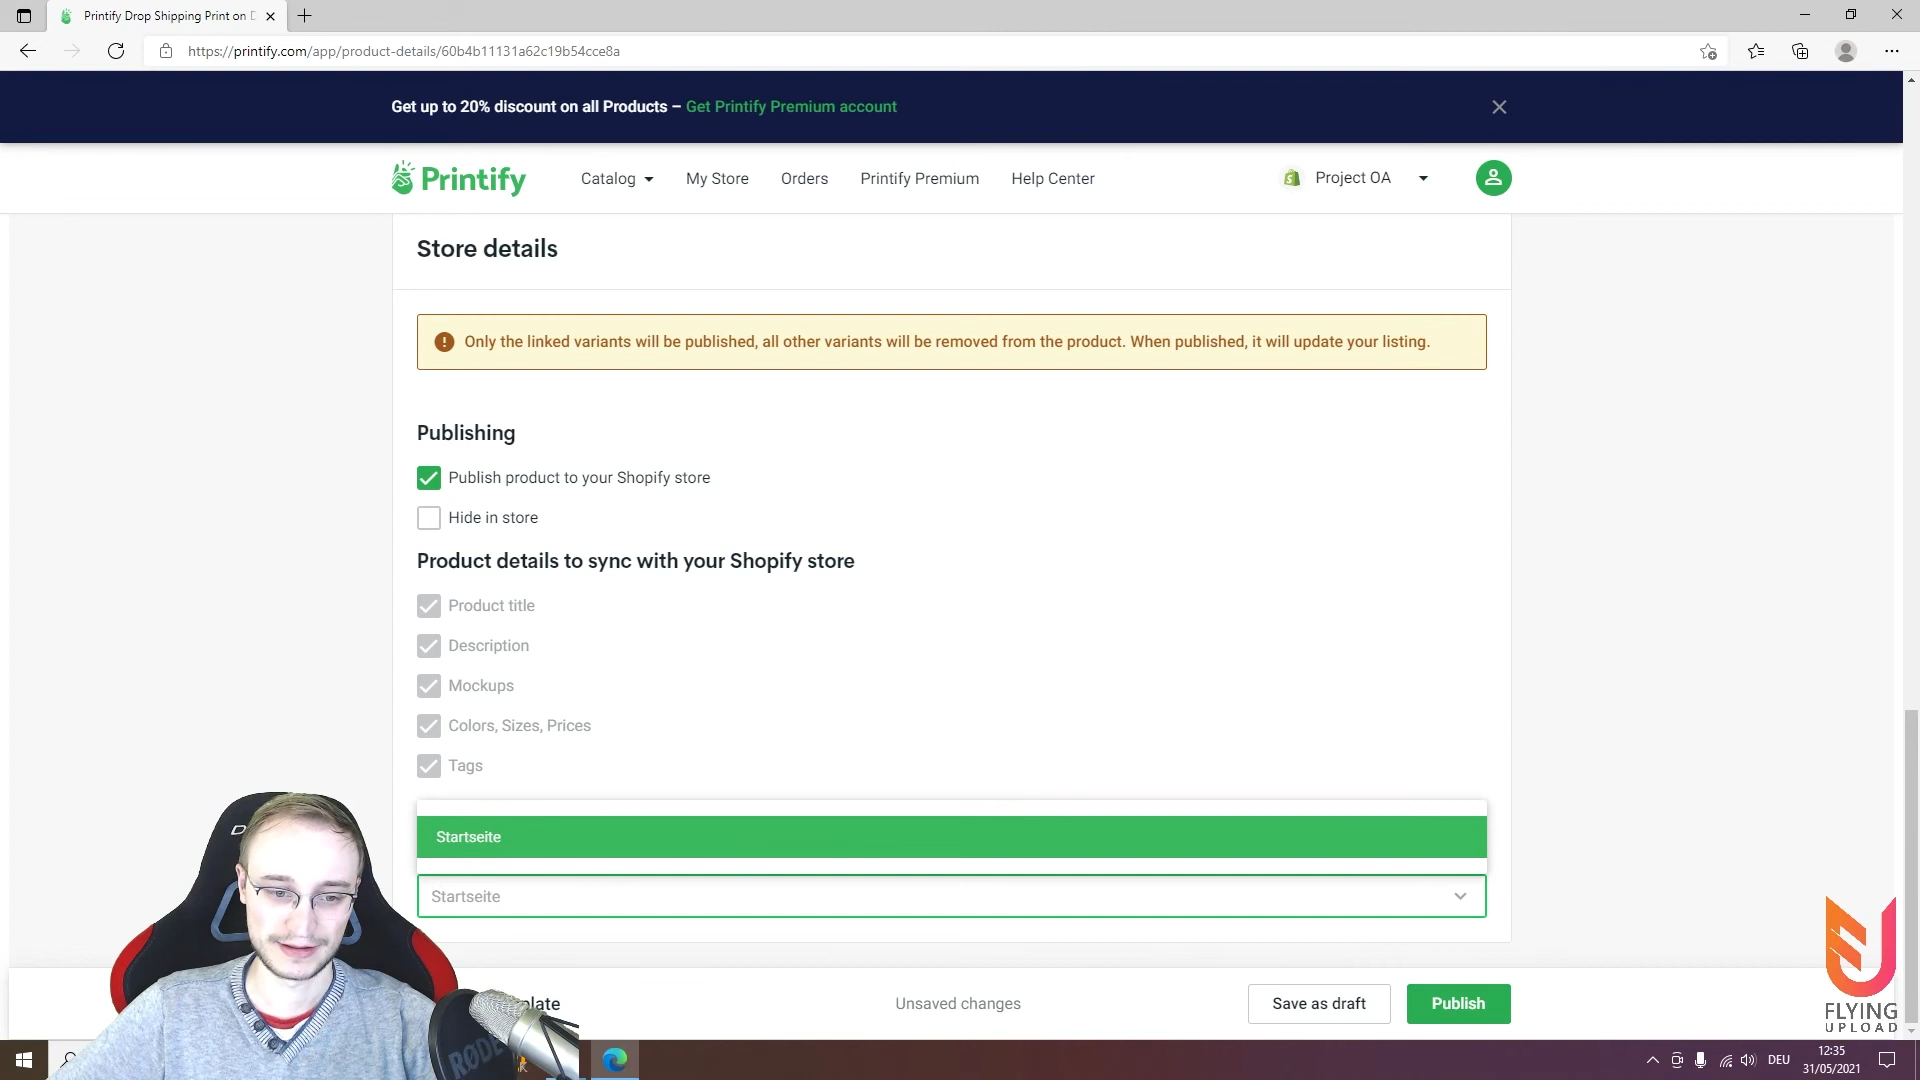 Printify Drop Shipping Print on D
https://printify.com/app/product-details/60b4b11131a62c19b54cce8a
Get up to 20% discount on all Products – Get Printify Premium account
Printify
Catalog
My Store
Orders
Printify Premium
Help Center
Project OA
Store details
Only the linked variants will be published, all other variants will be removed from the product. When published, it will update your listing.
Publishing
Publish product to your Shopify store
Hide in store
Product details to sync with your Shopify store
Product title
Description
Mockups
Colors, Sizes, Prices
Tags
Startseite
Startseite
Unsaved changes
Save as draft
Publish
FLYING
UPLOAD
RØDE
DEU
12:35
31/05/2021